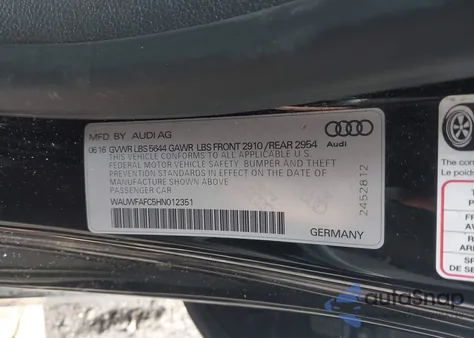 MFD BY AUDI AG
Audi
06 16 GVWR LBS 5644 GAWR LBS FRONT 2910 / REAR 2954
THIS VEHICLE CONFORMS TO ALL APPLICABLE U.S.
FEDERAL MOTOR VEHICLE SAFETY, BUMPER AND THEFT
PREVENTION STANDARDS IN EFFECT ON THE DATE OF
MANUFACTURE SHOWN ABOVE
PASSENGER CAR
WAUWFAFC5HN012351
2452812
GERMANY
autoSnap